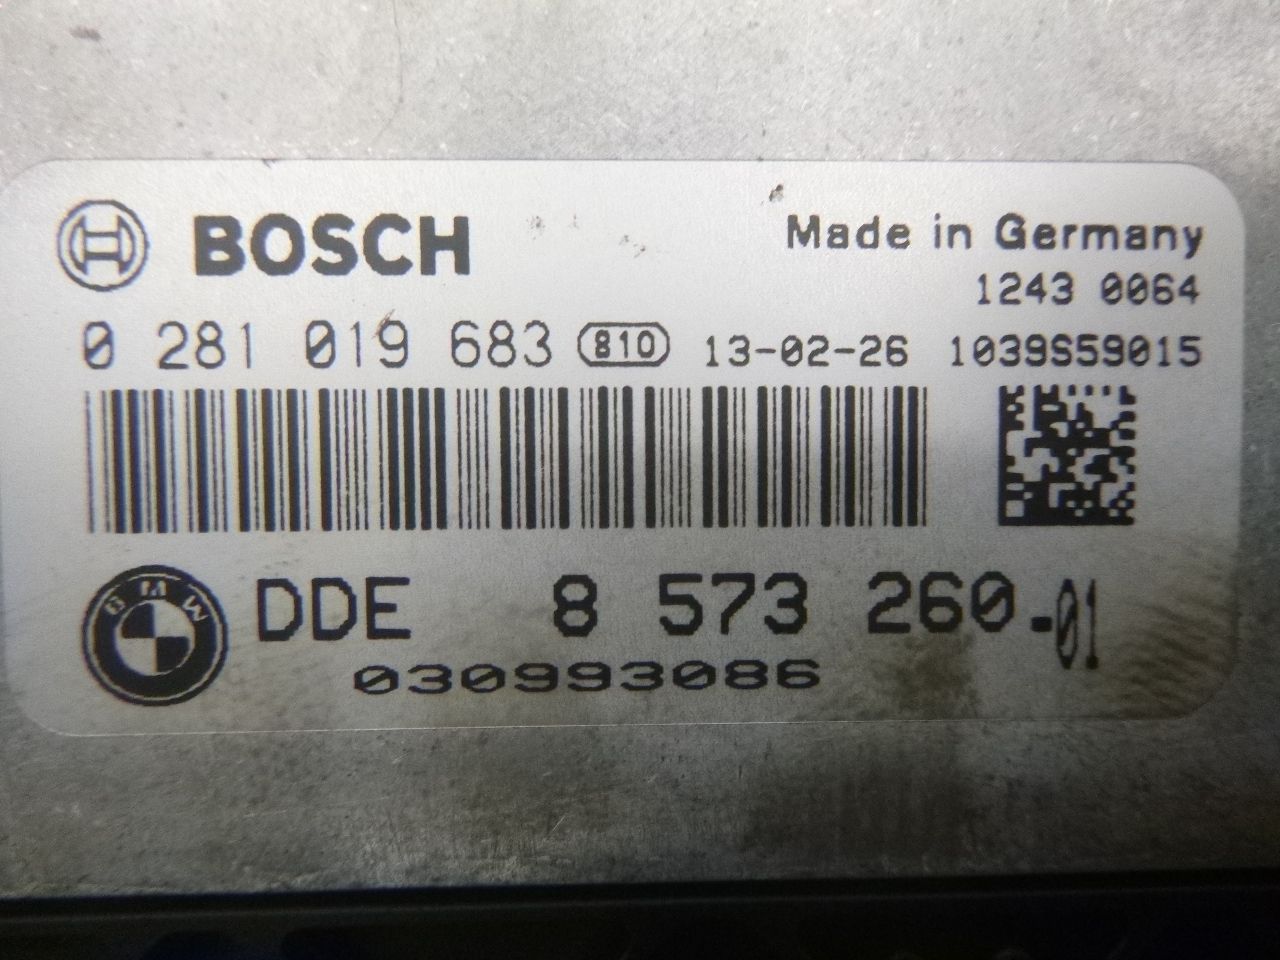 BOSCH
Made in Germany
1243 0064
0 281 019 683 810 13-02-26 1039S59015
BMW
DDE 8 573 260.01
030993086